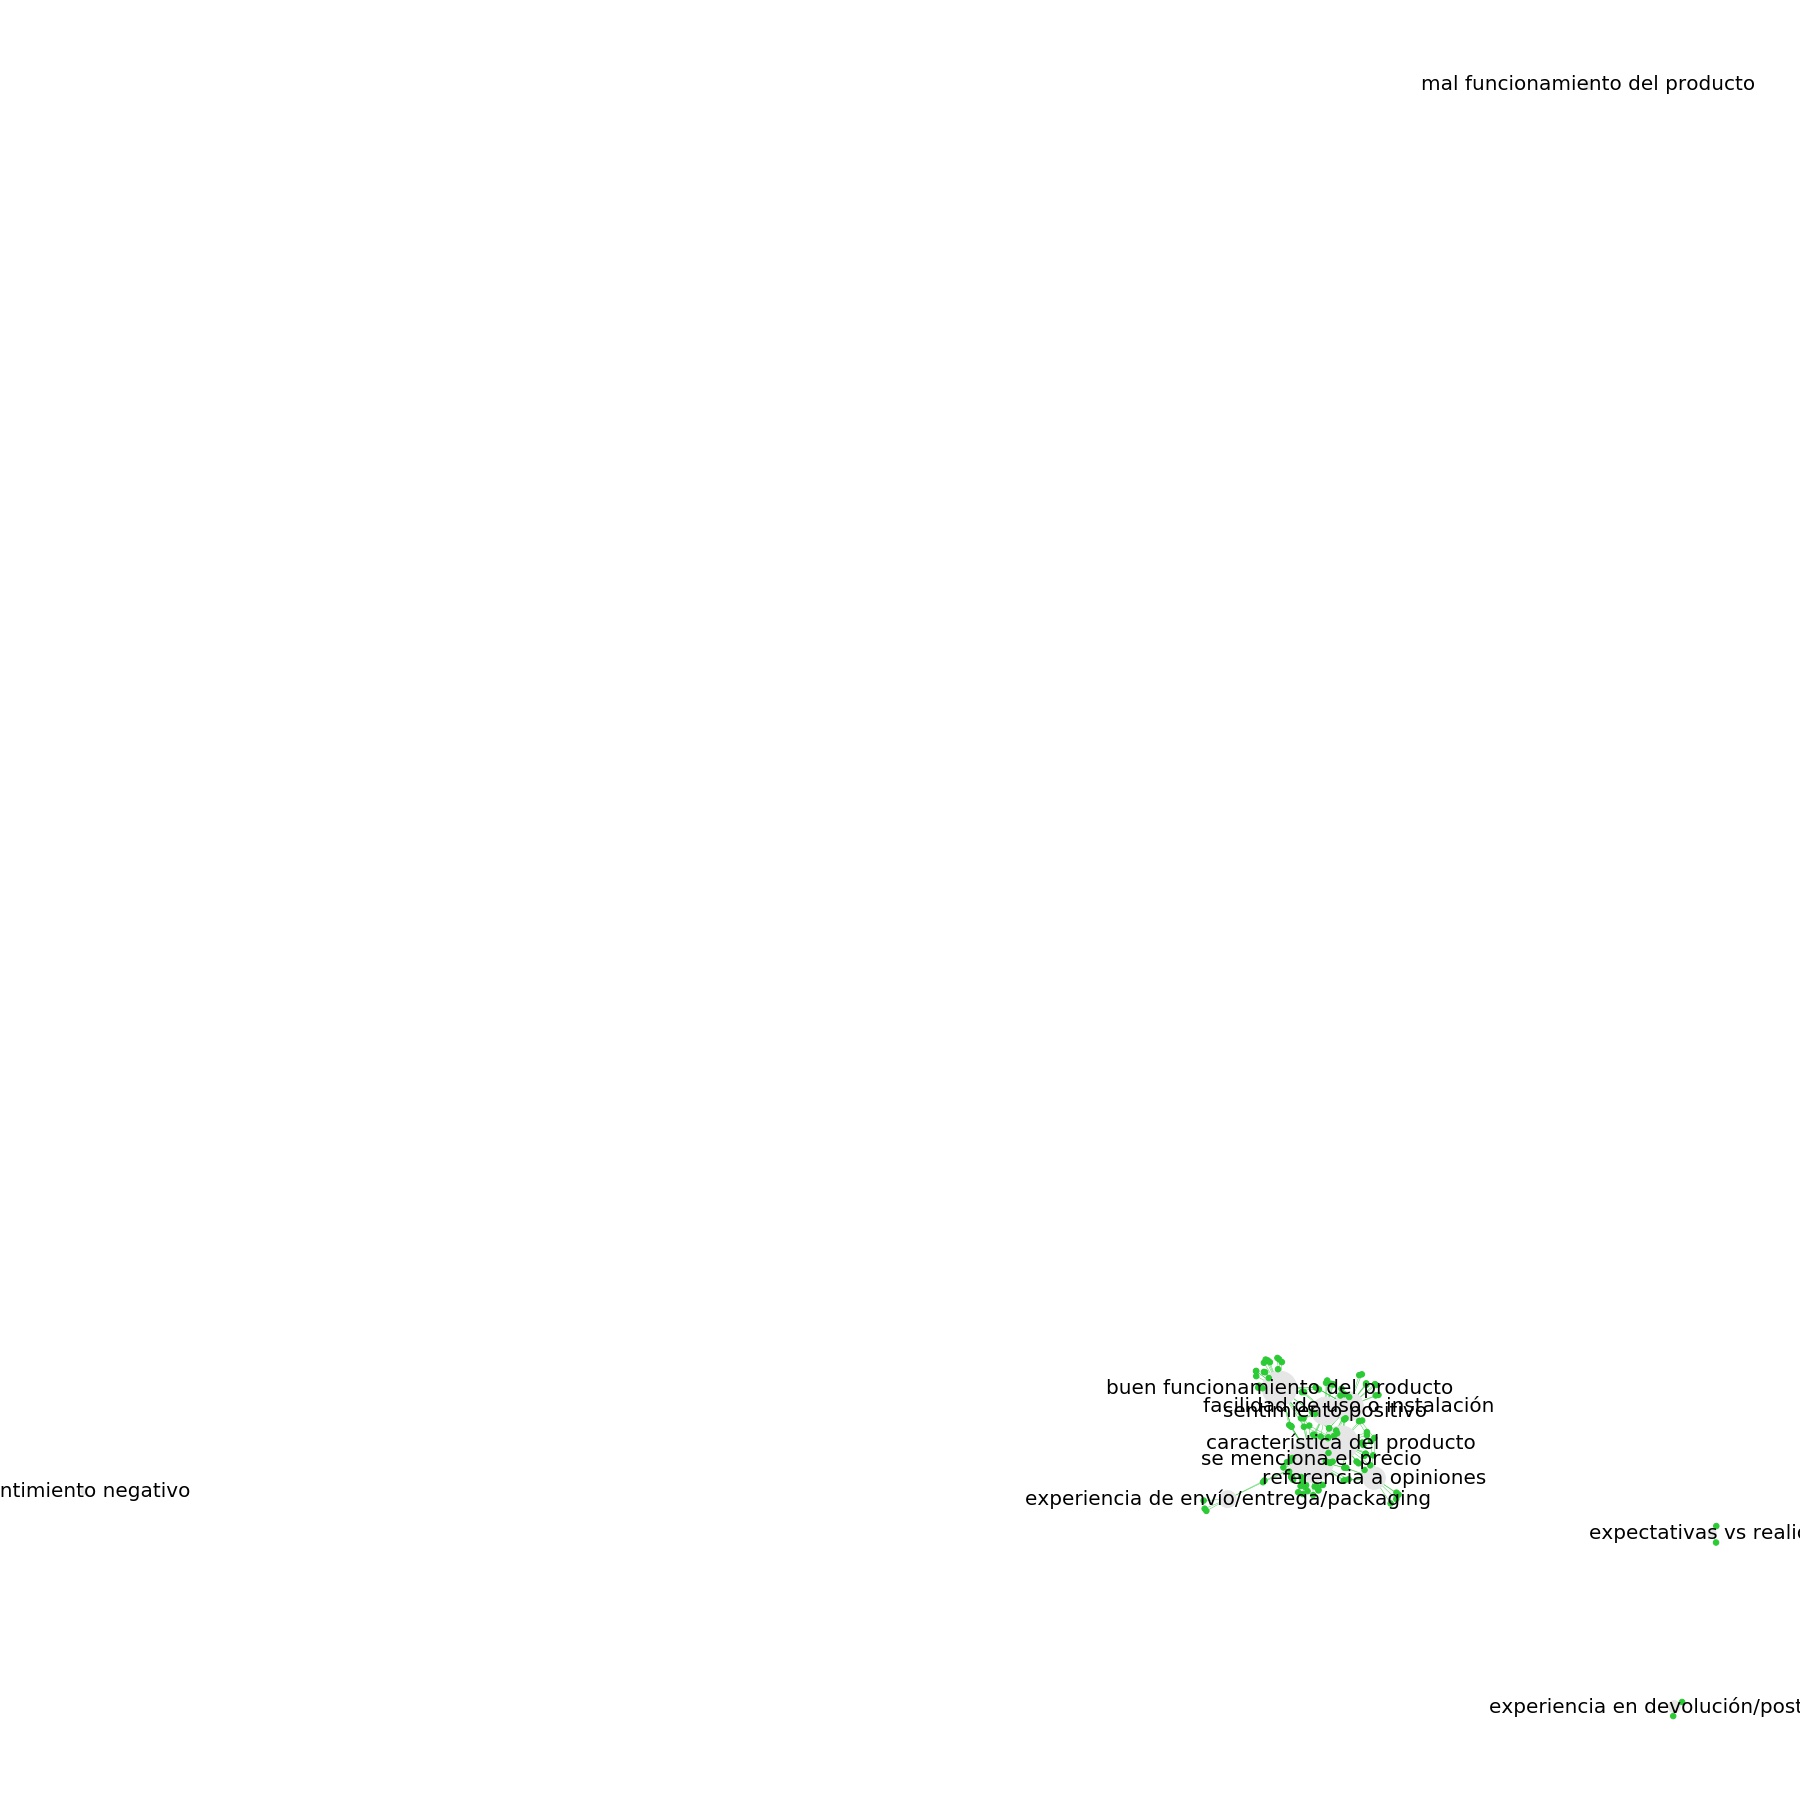 mal funcionamiento del producto
buen funcionamiento del producto
facilidad de uso o instalación
sentimiento positivo
característica del producto
se menciona el precio
referencia a opiniones
ntimiento negativo
experiencia de envío/entrega/packaging
expectativas vs realid
experiencia en devolución/post